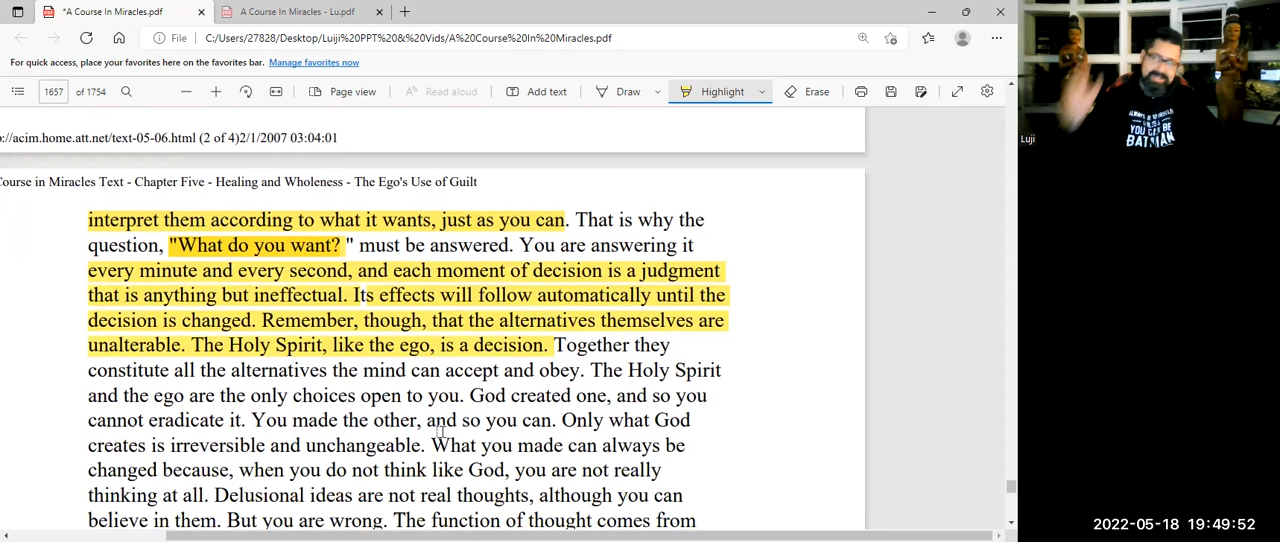 *A Course In Miracles.pdf
A Course In Miracles - Lu.pdf
File
C:/Users/27828/Desktop/Luiji%20PPT%20&%20Vids/A%20Course%20In%20Miracles.pdf
For quick access, place your favorites here on the favorites bar. Manage favorites now
1657 of 1754
Page view
Read aloud
Add text
Draw
Highlight
Erase
Luji
YOU CAN BE
BATMAN
p://acim.home.att.net/text-05-06.html (2 of 4)2/1/2007 03:04:01
Course in Miracles Text - Chapter Five - Healing and Wholeness - The Ego's Use of Guilt
interpret them according to what it wants, just as you can. That is why the
question, "What do you want? " must be answered. You are answering it
every minute and every second, and each moment of decision is a judgment
that is anything but ineffectual. Its effects will follow automatically until the
decision is changed. Remember, though, that the alternatives themselves are
unalterable. The Holy Spirit, like the ego, is a decision. Together they
constitute all the alternatives the mind can accept and obey. The Holy Spirit
and the ego are the only choices open to you. God created one, and so you
cannot eradicate it. You made the other, and so you can. Only what God
creates is irreversible and unchangeable. What you made can always be
changed because, when you do not think like God, you are not really
thinking at all. Delusional ideas are not real thoughts, although you can
believe in them. But you are wrong. The function of thought comes from
2022-05-18 19:49:52